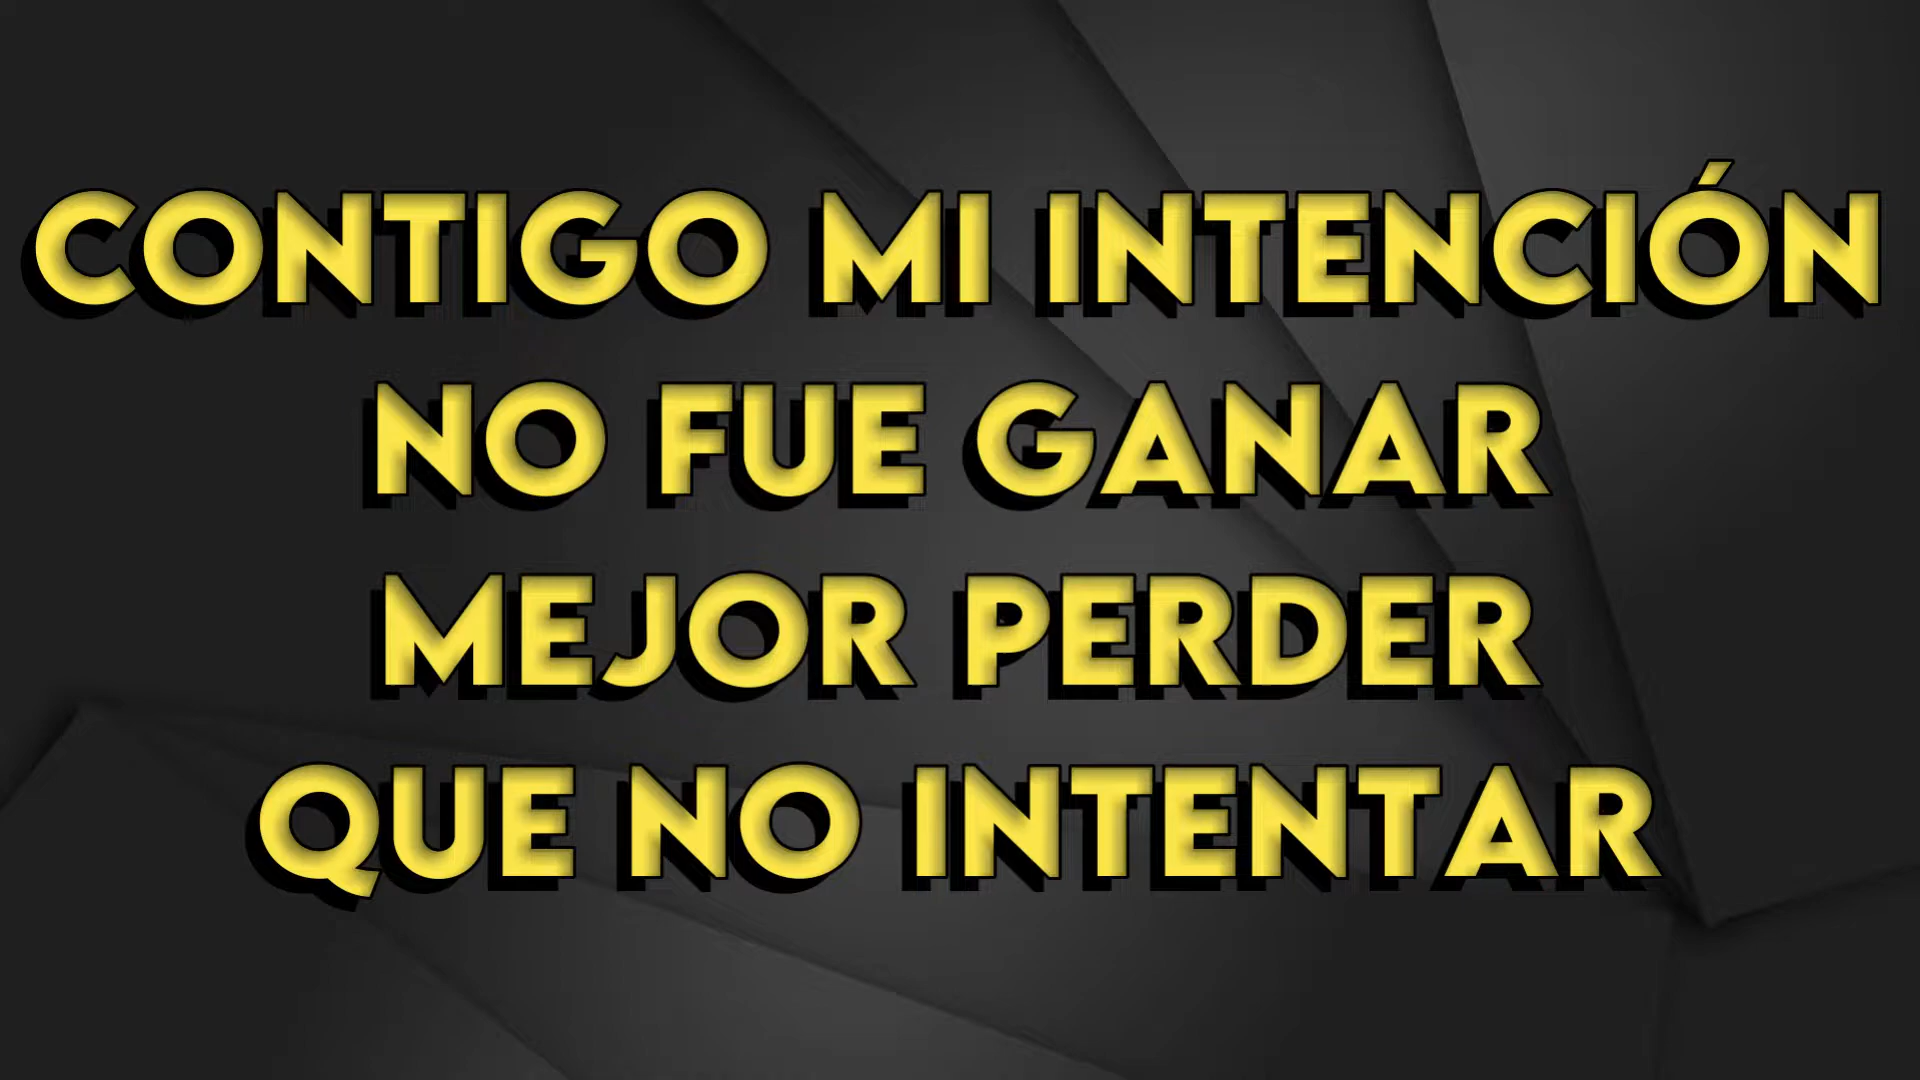 CONTIGO MI INTENCIÓN
NO FUE GANAR
MEJOR PERDER
QUE NO INTENTAR